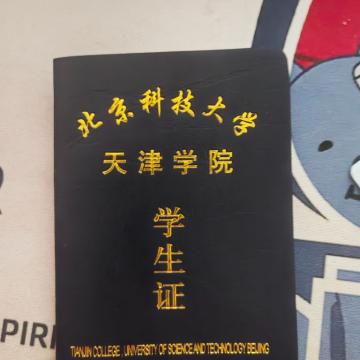 北京科技大学
天津学院
学生证
TIANJIN COLLEGE , UNIVERSITY OF SCIENCE AND TECHNOLOGY BEIJING